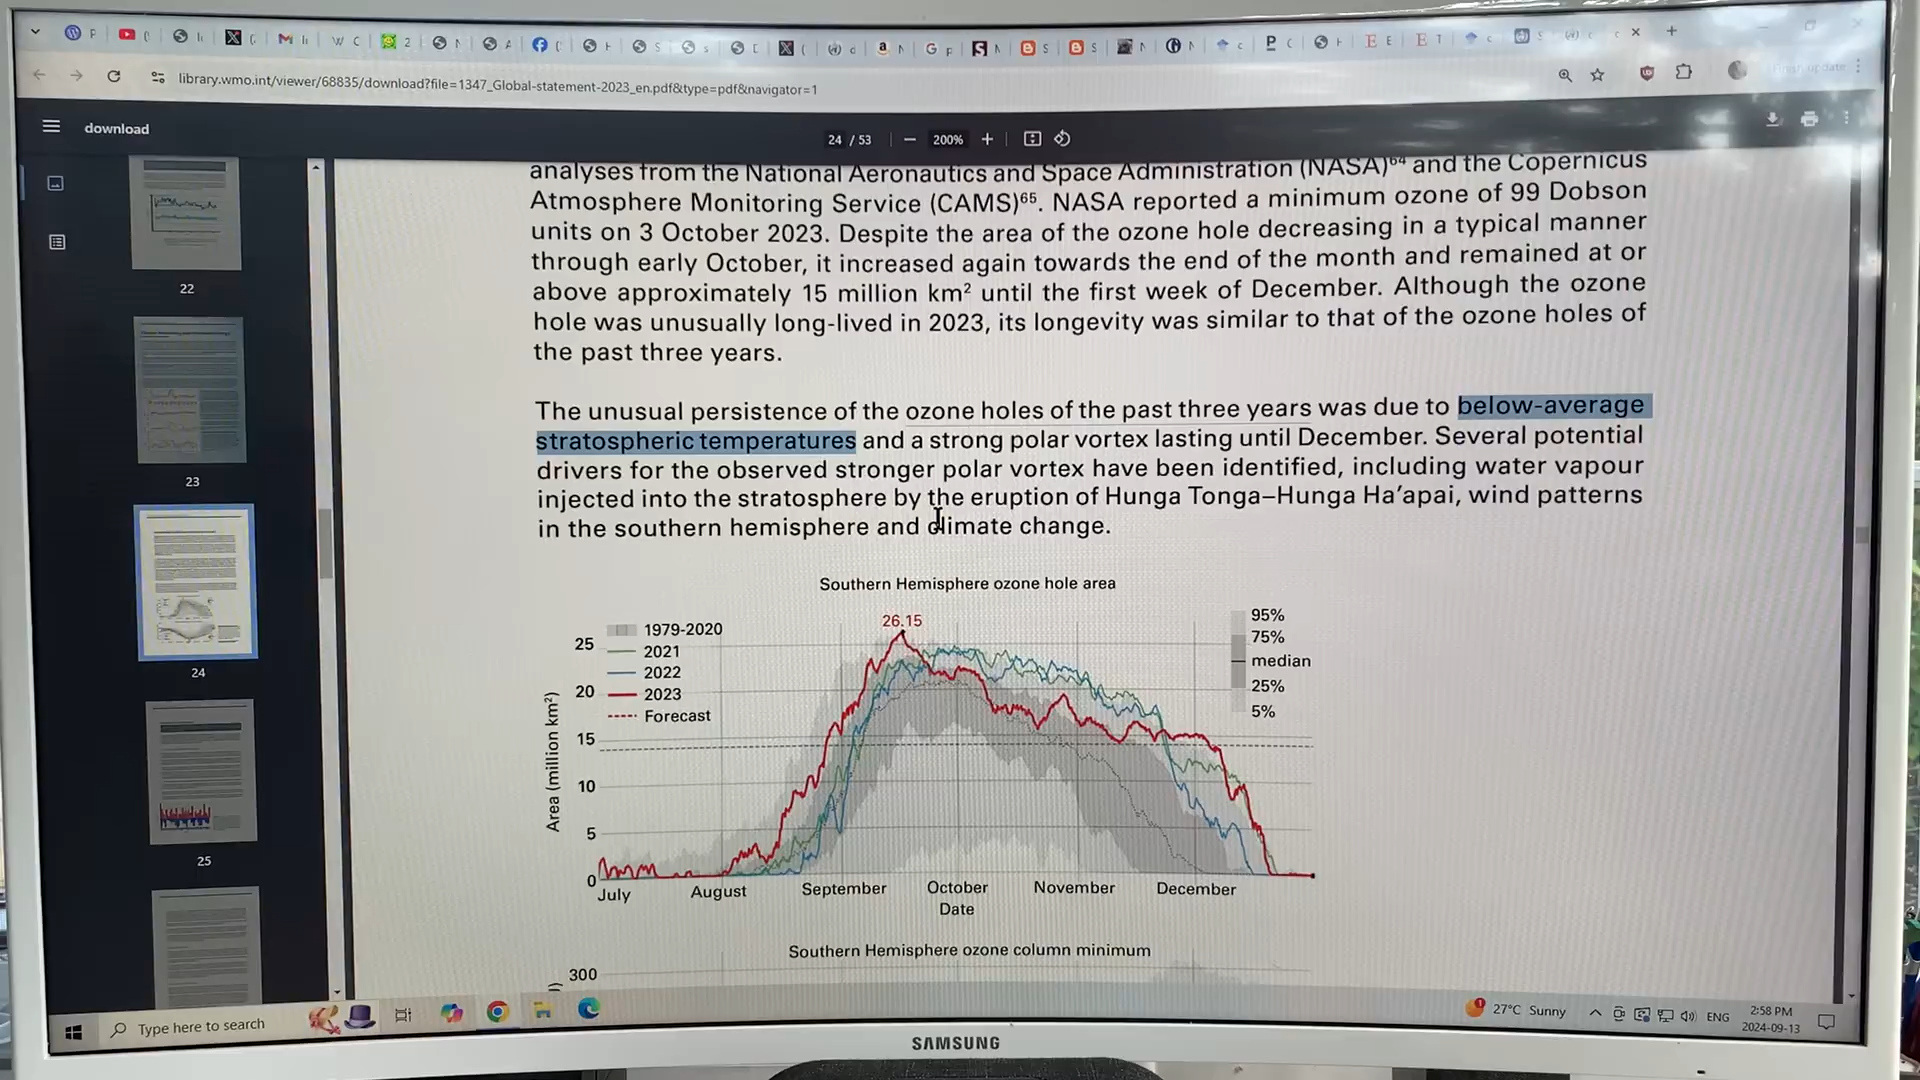 library.wmo.int/viewer/68835/download?file=1347_Global-statement-2023_en.pdf&type=pdf&navigator=1
Finish update
download
24 / 53
200%
analyses from the National Aeronautics and Space Administration (NASA)⁶⁴ and the Copernicus
Atmosphere Monitoring Service (CAMS)⁶⁵. NASA reported a minimum ozone of 99 Dobson
units on 3 October 2023. Despite the area of the ozone hole decreasing in a typical manner
through early October, it increased again towards the end of the month and remained at or
above approximately 15 million km² until the first week of December. Although the ozone
hole was unusually long-lived in 2023, its longevity was similar to that of the ozone holes of
the past three years.
The unusual persistence of the ozone holes of the past three years was due to below-average
stratospheric temperatures and a strong polar vortex lasting until December. Several potential
drivers for the observed stronger polar vortex have been identified, including water vapour
injected into the stratosphere by the eruption of Hunga Tonga–Hunga Ha'apai, wind patterns
in the southern hemisphere and climate change.
22
23
24
25
Southern Hemisphere ozone hole area
26.15
1979-2020
2021
2022
2023
Forecast
95%
75%
median
25%
5%
Area (million km²)
25
20
15
10
5
0
July
August
September
October
November
December
Date
Southern Hemisphere ozone column minimum
300
Type here to search
27°C Sunny
ENG
2:58 PM
2024-09-13
SAMSUNG